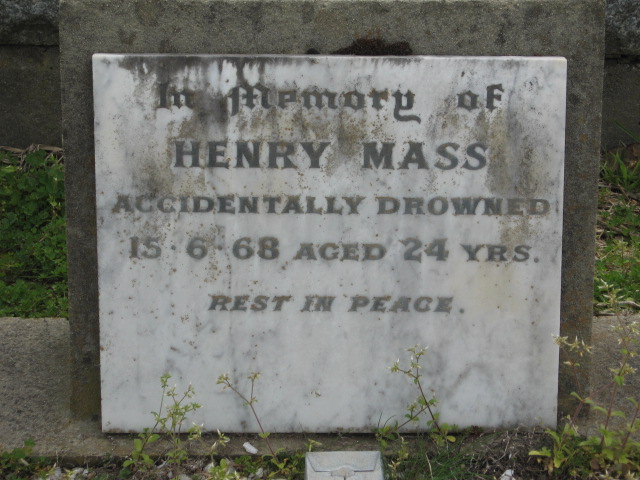 In Memory of
HENRY MASS
ACCIDENTALLY DROWNED
15·6·68 AGED 24 YRS.
REST IN PEACE.